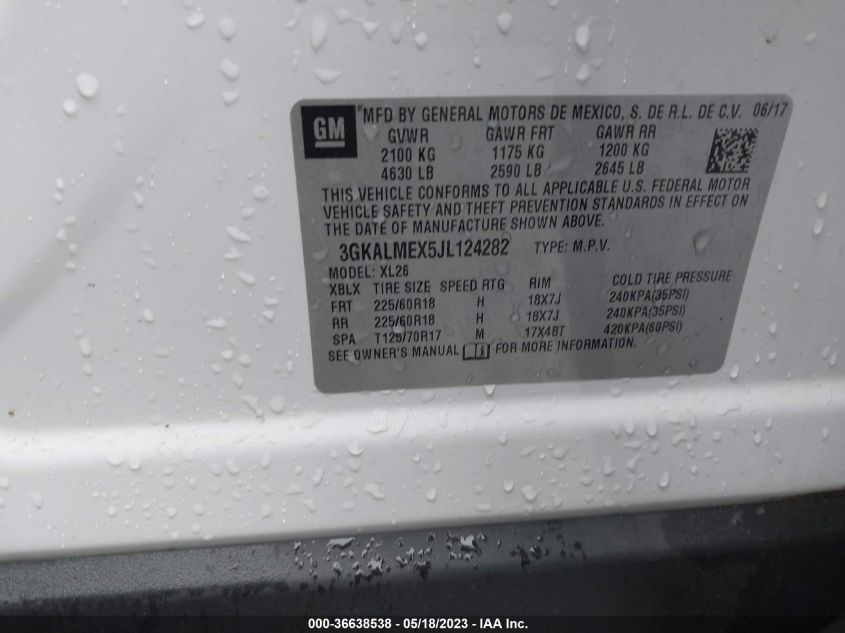 GM
MFD BY GENERAL MOTORS DE MEXICO, S. DE R.L. DE C.V. 06/17
GVWR GAWR FRT GAWR RR
2100 KG 1175 KG 1200 KG
4630 LB 2590 LB 2645 LB
THIS VEHICLE CONFORMS TO ALL APPLICABLE U.S. FEDERAL MOTOR
VEHICLE SAFETY AND THEFT PREVENTION STANDARDS IN EFFECT ON
THE DATE OF MANUFACTURE SHOWN ABOVE.
3GKALMEX5JL124282 TYPE: M.P.V.
MODEL: XL26
XBLX TIRE SIZE SPEED RTG RIM COLD TIRE PRESSURE
FRT 225/60R18 H 18X7J 240KPA(35PSI)
RR 225/60R18 H 18X7J 240KPA(35PSI)
SPA T125/70R17 M 17X4BT 420KPA(60PSI)
SEE OWNER'S MANUAL FOR MORE INFORMATION.
000-36638538 - 05/18/2023 - IAA Inc.